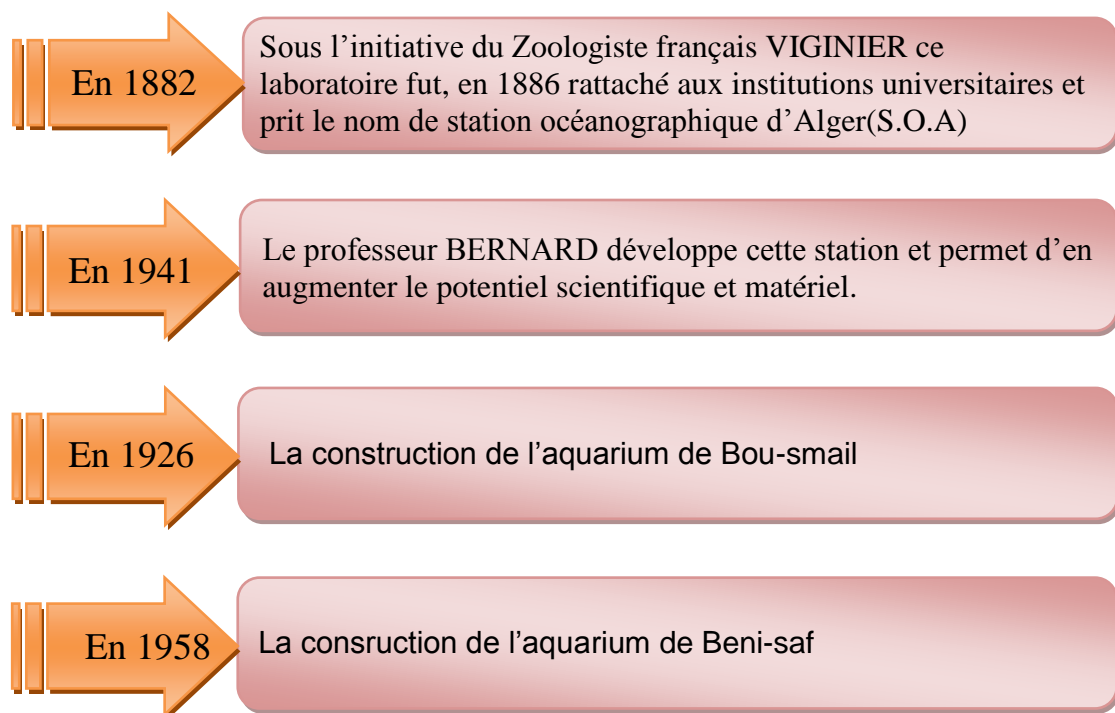 En 1882
Sous l’initiative du Zoologiste français VIGINIER ce
laboratoire fut, en 1886 rattaché aux institutions universitaires et
prit le nom de station océanographique d’Alger(S.O.A)
En 1941
Le professeur BERNARD développe cette station et permet d’en
augmenter le potentiel scientifique et matériel.
En 1926
La construction de l’aquarium de Bou-smail
En 1958
La consruction de l’aquarium de Beni-saf